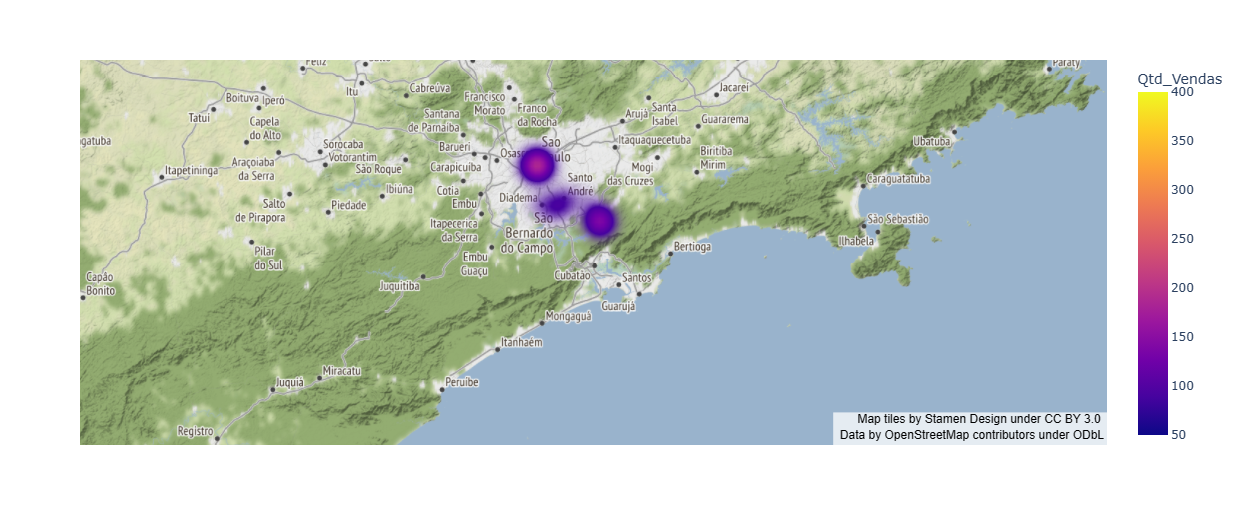 Qtd_Vendas
400
350
300
250
200
150
100
50
Feliz
Cabreúva
Itu
Boituva
Iperó
Tatuí
Capela
do Alto
Francisco
Morato
Franco
da Rocha
Santana
de Parnaíba
Arujá
Santa
Isabel
Jacareí
Guararema
Paraty
Ubatuba
Sorocaba
Votorantim
São Roque
Araçoiaba
da Serra
Itapetininga
Barueri
Carapicuíba
São
Itaquaquecetuba
Biritiba
Mirim
Mogi
das Cruzes
Caraguatatuba
gatuba
Cotia
Embu
Ibiúna
Piedade
Salto
de Pirapora
Santo
André
Diadema
São
Bernardo
do Campo
Itapecerica
da Serra
São Sebastião
Ilhabela
Bertioga
Pilar
do Sul
Embu
Guaçu
Juquitiba
Cubatão
Santos
Guarujá
Capão
Bonito
Mongaguá
Itanhaém
Peruíbe
Miracatu
Juquiá
Registro
Map tiles by Stamen Design under CC BY 3.0
Data by OpenStreetMap contributors under ODbL